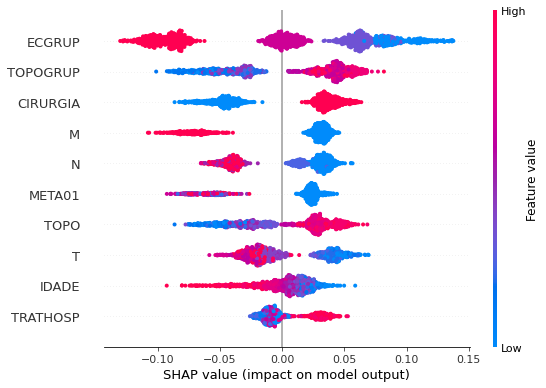 High
ECGRUP
TOPOGRUP
CIRURGIA
M
N
META01
TOPO
T
IDADE
TRATHOSP
Feature value
Low
−0.10 −0.05 0.00 0.05 0.10 0.15
SHAP value (impact on model output)